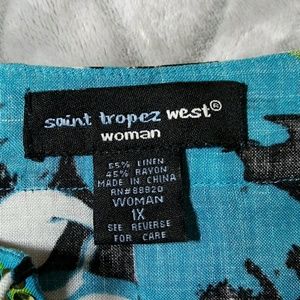 saint tropez west®
woman
55% LINEN
45% RAYON
MADE IN CHINA
RN#88920
WOMAN
1X
SEE REVERSE
FOR CARE